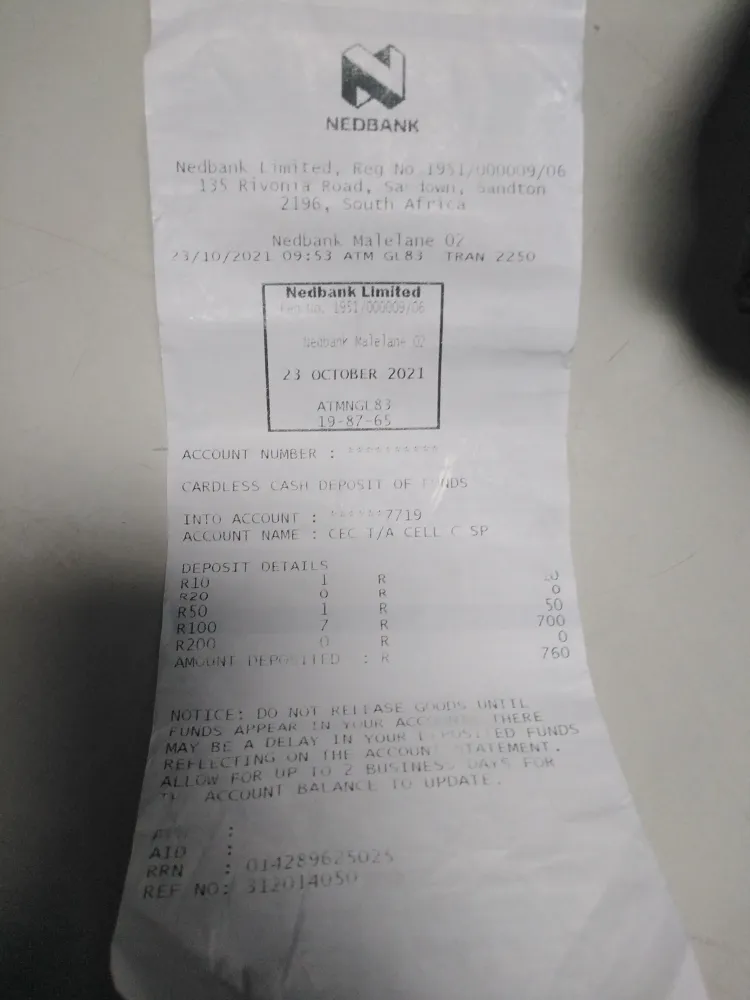 NEDBANK
Nedbank Limited, Reg No 1951/000009/06
135 Rivonia Road, Sandton
2196, South Africa
Nedbank Malelane 02
23/10/2021 09:53 ATM GL83 TRAN 2250
Nedbank Limited
Reg No. 1951/000009/06
Nedbank Malelane 02
23 OCTOBER 2021
ATMNGL83
19-87-65
ACCOUNT NUMBER : **********
CARDLESS CASH DEPOSIT OF
INTO ACCOUNT : ******7719
ACCOUNT NAME : CEC T/A CELL C SP
DEPOSIT DETAILS
R10 1 R
R20 0 R 0
R50 1 R 50
R100 7 R 700
R200 0 R 0
AMOUNT DEPOSITED : R 760
NOTICE: DO NOT RELEASE GOODS UNTIL
FUNDS APPEAR IN YOUR THERE
MAY BE A DELAY IN YOUR FUNDS
REFLECTING ON THE ACCOUNT STATEMENT.
ALLOW FOR UP TO 2 BUSINESS DAYS FOR
ACCOUNT BALANCE TO UPDATE.
:
AID :
RRN : 014289625025
REF NO: 312014050